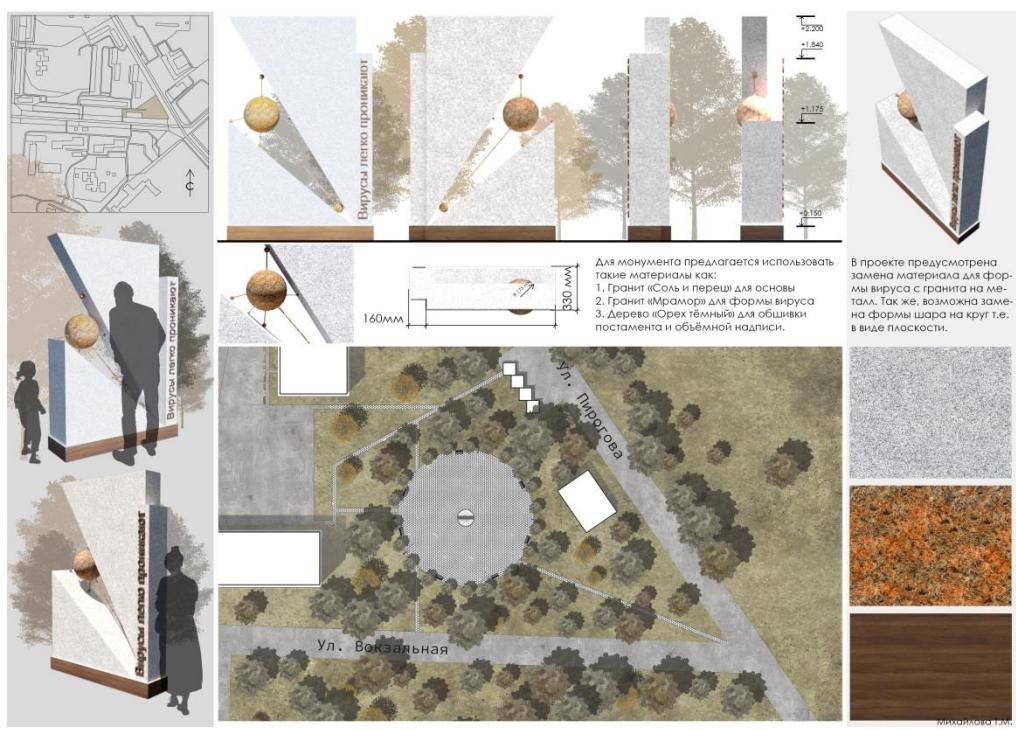 С
Вирусы легко проникают
Вирусы легко проникают
+2.200
+1.840
+1.175
+0.150
Для монумента предлагается использовать
такие материалы как:
1. Гранит «Соль и перец» для основы
2. Гранит «Мрамор» для формы вируса
3. Дерево «Орех тёмный» для обшивки
постамента и объёмной надписи.
160мм
330 мм
В проекте предусмотрена
замена материала для фор-
мы вируса с гранита на ме-
талл. Так же, возможна заме-
на формы шара на круг т.е.
в виде плоскости.
Вирусы легко проникают
Ул. Пирогова
Ул. Вокзальная
Михайлова Т.М.